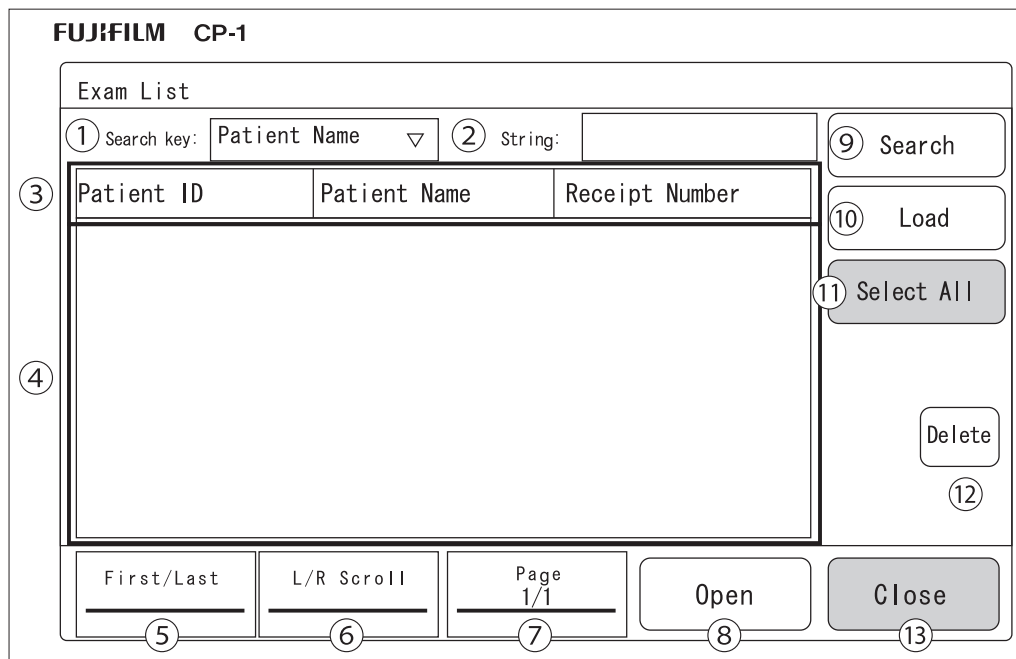 FUJIFILM CP-1
Exam List
① Search key: Patient Name ▽ ② String:
⑨ Search
③ Patient ID Patient Name Receipt Number
⑩ Load
⑪ Select All
④
Delete
⑫
First/Last L/R Scroll Page
1/1
Open Close
⑤ ⑥ ⑦ ⑧ ⑬